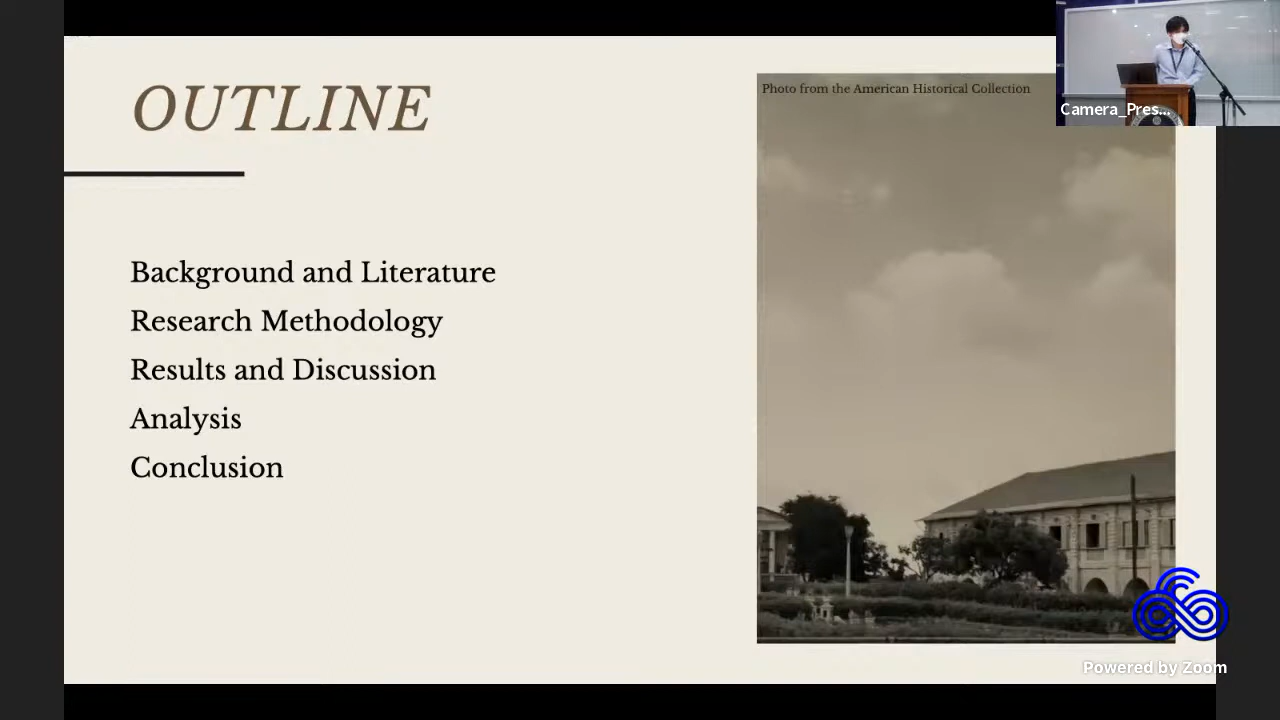 OUTLINE
Photo from the American Historical Collection
Camera_Pres...
Background and Literature
Research Methodology
Results and Discussion
Analysis
Conclusion
Powered by Zoom